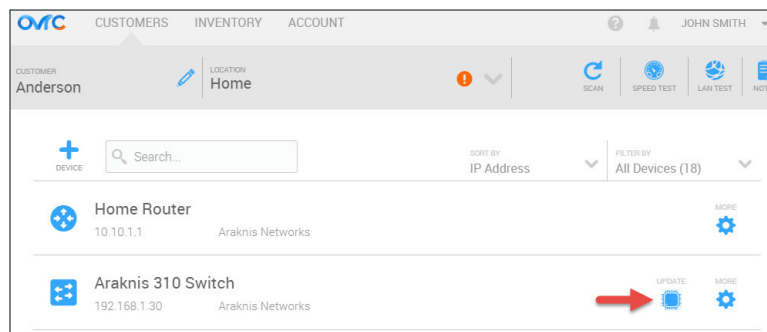 OvrC CUSTOMERS INVENTORY ACCOUNT JOHN SMITH
CUSTOMER
Anderson
LOCATION
Home
SCAN SPEED TEST LAN TEST NOT
DEVICE
Search...
SORT BY
IP Address
FILTER BY
All Devices (18)
Home Router
10.10.1.1 Araknis Networks
MORE
Araknis 310 Switch
192.168.1.30 Araknis Networks
UPDATE MORE